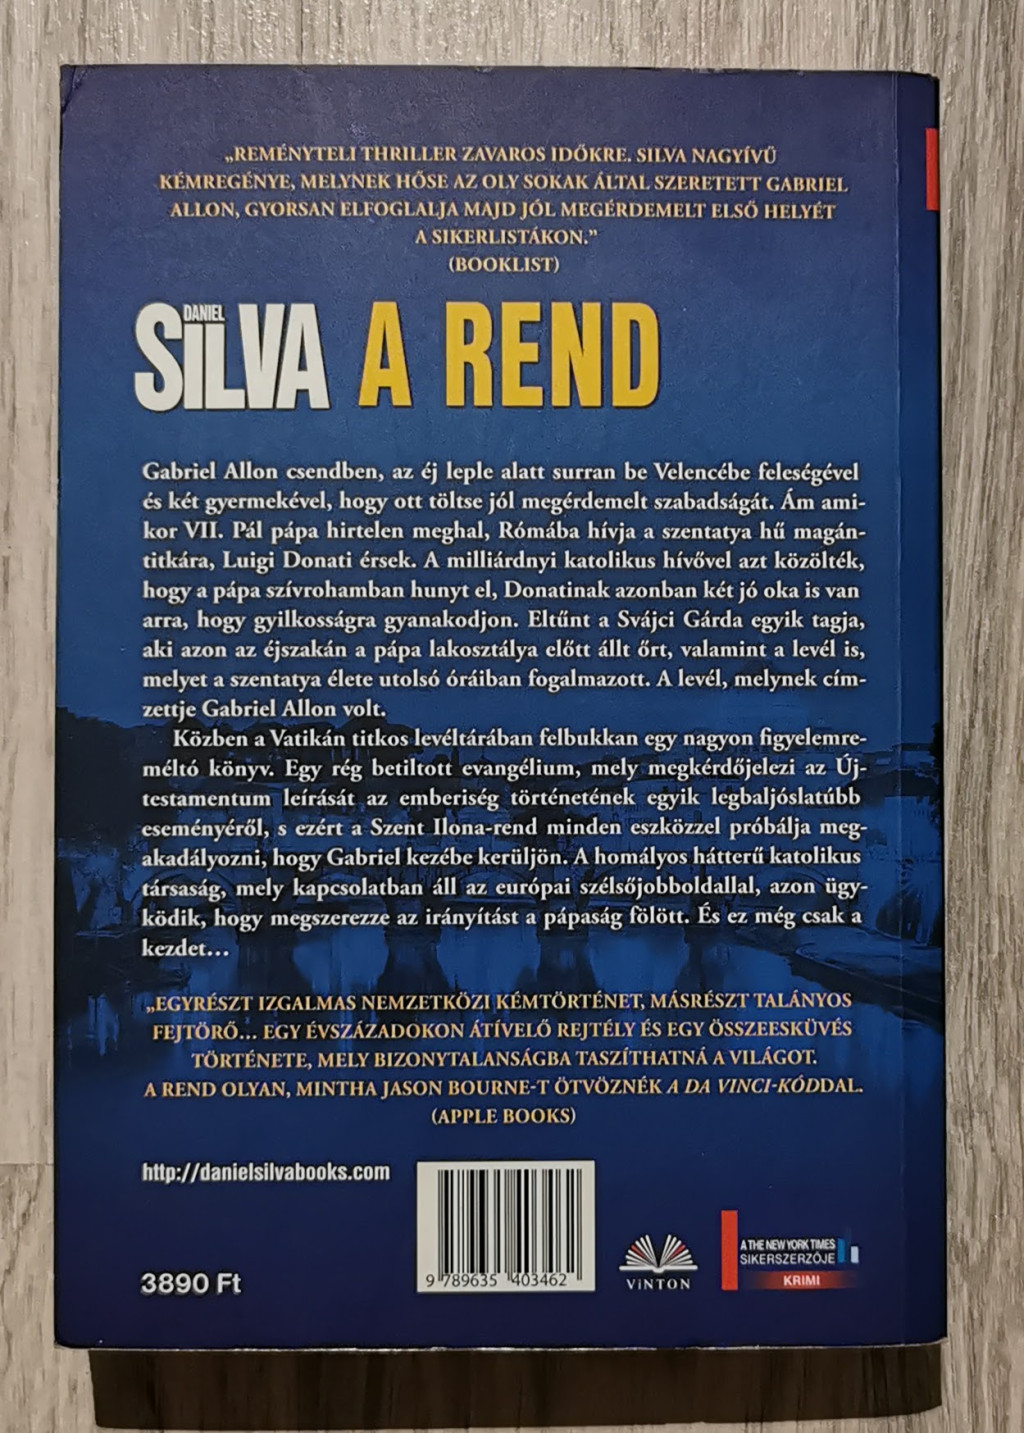 „REMÉNYTELI THRILLER ZAVAROS IDŐKRE. SILVA NAGYÍVŰ
KÉMREGÉNYE, MELYNEK HŐSE AZ OLY SOKAK ÁLTAL SZERETETT GABRIEL
ALLON, GYORSAN ELFOGLALJA MAJD JÓL MEGÉRDEMELT ELSŐ HELYÉT
A SIKERLISTÁKON.”
(BOOKLIST)
DANIEL
SILVA A REND
Gabriel Allon csendben, az éj leple alatt surran be Velencébe feleségével
és két gyermekével, hogy ott töltse jól megérdemelt szabadságát. Ám ami-
kor VII. Pál pápa hirtelen meghal, Rómába hívja a szentatya hű magán-
titkára, Luigi Donati érsek. A milliárdnyi katolikus hívővel azt közölték,
hogy a pápa szívrohamban hunyt el, Donatinak azonban két jó oka is van
arra, hogy gyilkosságra gyanakodjon. Eltűnt a Svájci Gárda egyik tagja,
aki azon az éjszakán a pápa lakosztálya előtt állt őrt, valamint a levél is,
melyet a szentatya élete utolsó óráiban fogalmazott. A levél, melynek cím-
zettje Gabriel Allon volt.
Közben a Vatikán titkos levéltárában felbukkan egy nagyon figyelemre-
méltó könyv. Egy rég betiltott evangélium, mely megkérdőjelezi az Új-
testamentum leírását az emberiség történetének egyik legbaljóslatúbb
eseményéről, s ezért a Szent Ilona-rend minden eszközzel próbálja meg-
akadályozni, hogy Gabriel kezébe kerüljön. A homályos hátterű katolikus
társaság, mely kapcsolatban áll az európai szélsőjobboldallal, azon ügy-
ködik, hogy megszerezze az irányítást a pápaság fölött. És ez még csak a
kezdet…
„EGYRÉSZT IZGALMAS NEMZETKÖZI KÉMTÖRTÉNET, MÁSRÉSZT TALÁNYOS
FEJTÖRŐ… EGY ÉVSZÁZADOKON ÁTÍVELŐ REJTÉLY ÉS EGY ÖSSZEESKÜVÉS
TÖRTÉNETE, MELY BIZONYTALANSÁGBA TASZÍTHATNÁ A VILÁGOT.
A REND OLYAN, MINTHA JASON BOURNE-T ÖTVÖZNÉK A DA VINCI-KÓDDAL.
(APPLE BOOKS)
http://danielsilvabooks.com
3890 Ft
9 789635 403462
ViNTON
A THE NEW YORK TIMES
SIKERSZERZŐJE
KRIMI